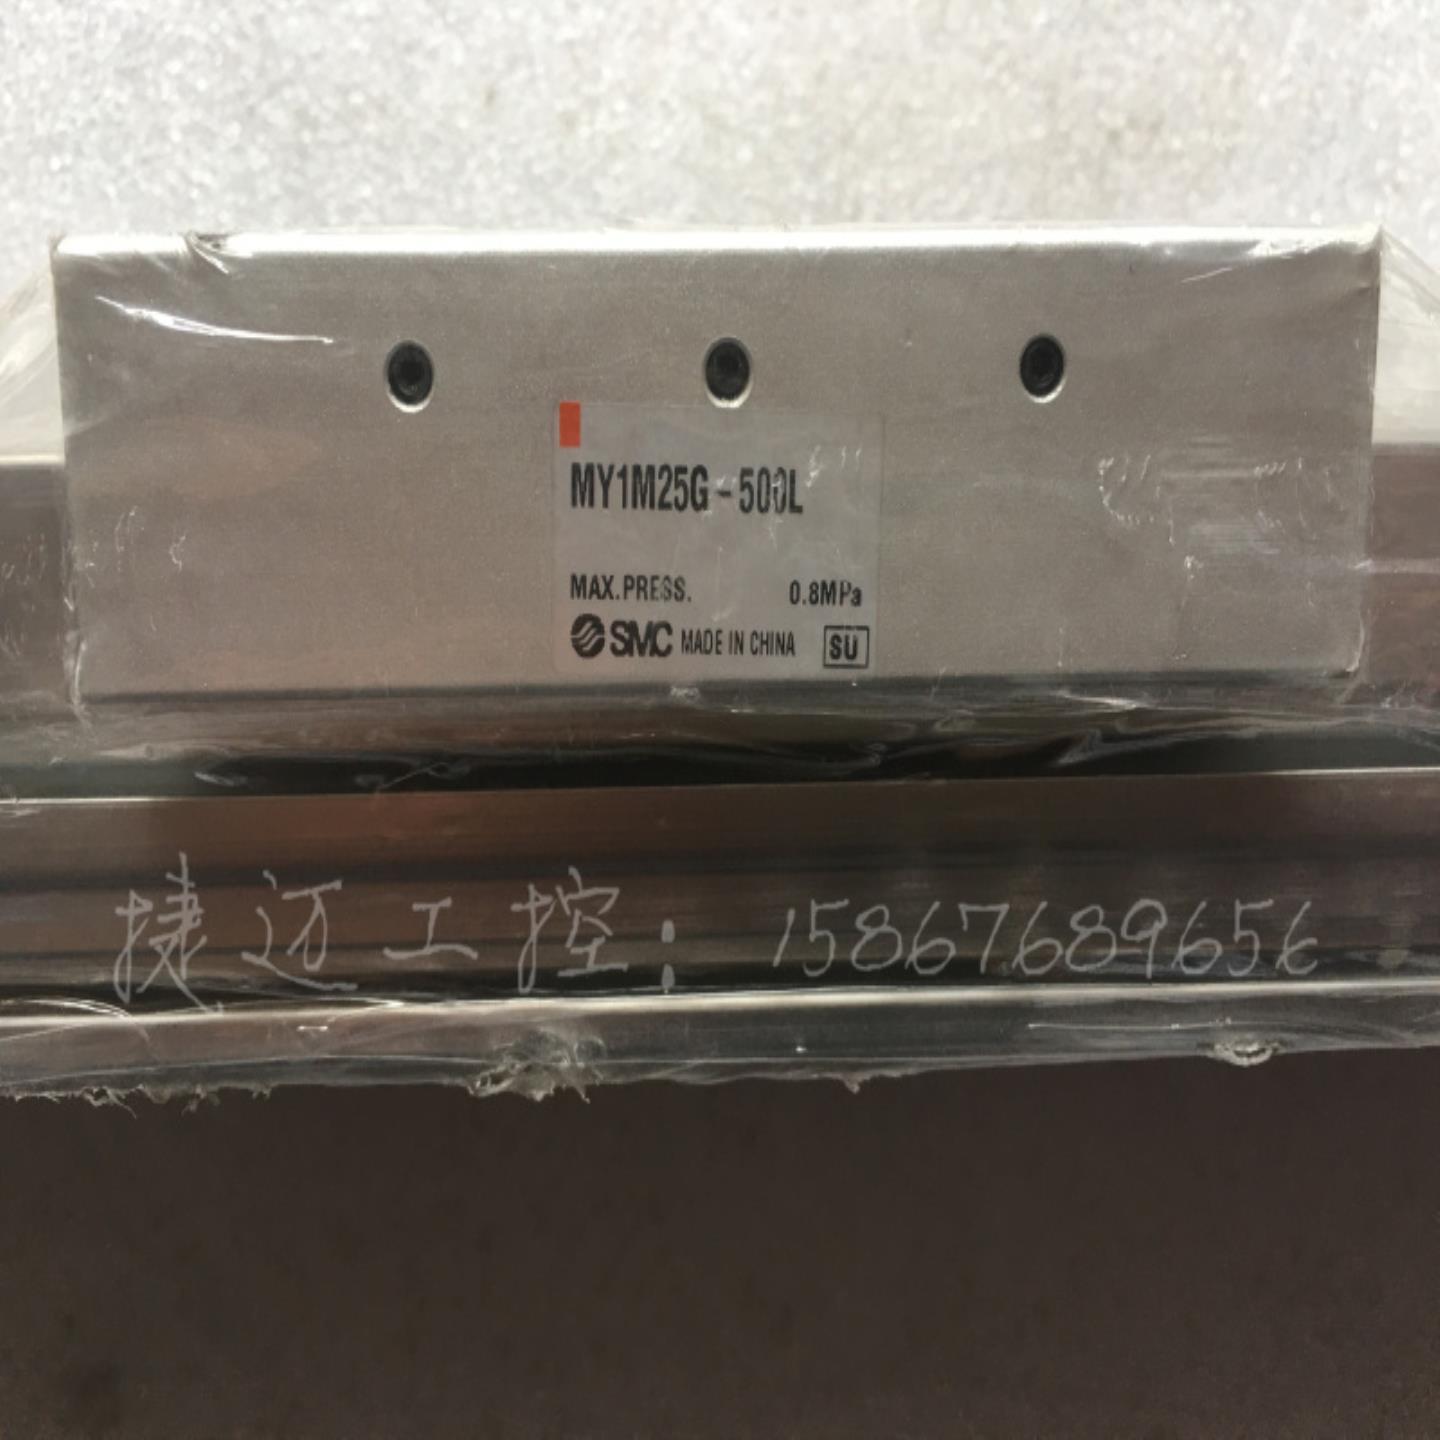 MY1M25G-500L
MAX.PRESS. 0.8MPa
SMC MADE IN CHINA SU
捷迈工控：15867689656